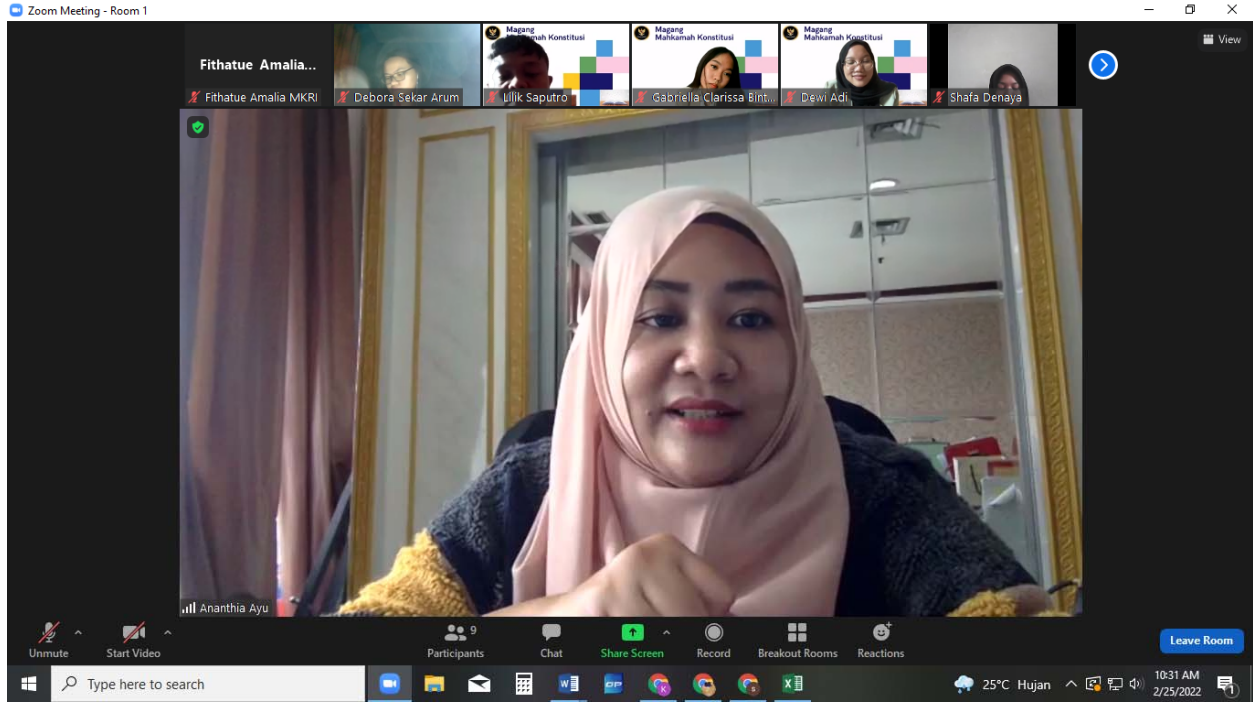 Zoom Meeting - Room 1
View
Fithatue Amalia...
Fithatue Amalia MKRI
Debora Sekar Arum
Magang
Mahkamah Konstitusi
Lilik Saputro
Magang
Mahkamah Konstitusi
Gabriella Clarissa Bint...
Magang
Mahkamah Konstitusi
Dewi Adi
Shafa Denaya
Ananthia Ayu
Unmute
Start Video
Participants
9
Chat
Share Screen
Record
Breakout Rooms
Reactions
Leave Room
Type here to search
25°C Hujan
10:31 AM
2/25/2022